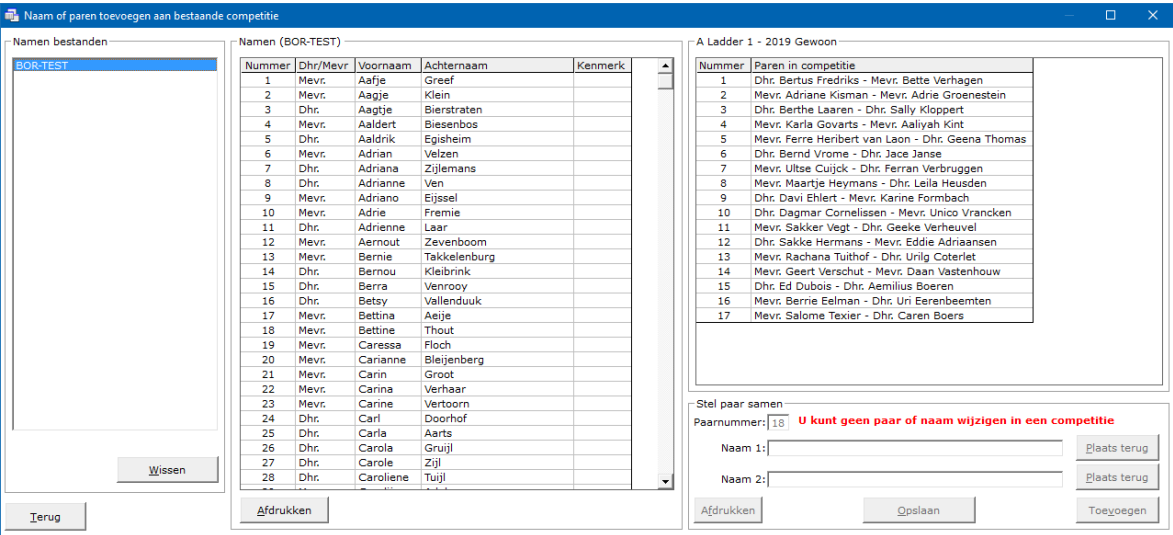 Naam of paren toevoegen aan bestaande competitie
Namen bestanden
BOR-TEST
Wissen
Terug
Namen (BOR-TEST)
Nummer Dhr/Mevr Voornaam Achternaam Kenmerk
1 Mevr. Aafje Greef
2 Mevr. Aagje Klein
3 Dhr. Aagtje Bierstraten
4 Mevr. Aaldert Biesenbos
5 Dhr. Aaldrik Egisheim
6 Mevr. Adrian Velzen
7 Dhr. Adriana Zijlemans
8 Dhr. Adrianne Ven
9 Mevr. Adriano Eijssel
10 Mevr. Adrie Fremie
11 Dhr. Adrienne Laar
12 Mevr. Aernout Zevenboom
13 Mevr. Bernie Takkelenburg
14 Dhr. Bernou Kleibrink
15 Dhr. Berra Venrooy
16 Dhr. Betsy Vallenduuk
17 Mevr. Bettina Aeije
18 Mevr. Bettine Thout
19 Mevr. Caressa Floch
20 Mevr. Carianne Bleijenberg
21 Mevr. Carin Groot
22 Mevr. Carina Verhaar
23 Mevr. Carine Vertoorn
24 Dhr. Carl Doorhof
25 Dhr. Carla Aarts
26 Dhr. Carola Gruijl
27 Dhr. Carole Zijl
28 Dhr. Caroliene Tuijl
Afdrukken
A Ladder 1 - 2019 Gewoon
Nummer Paren in competitie
1 Dhr. Bertus Fredriks - Mevr. Bette Verhagen
2 Mevr. Adriane Kisman - Mevr. Adrie Groenestein
3 Dhr. Berthe Laaren - Dhr. Sally Kloppert
4 Mevr. Karla Govarts - Mevr. Aaliyah Kint
5 Mevr. Ferre Heribert van Laon - Dhr. Geena Thomas
6 Dhr. Bernd Vrome - Dhr. Jace Janse
7 Mevr. Ultse Cuijck - Dhr. Ferran Verbruggen
8 Mevr. Maartje Heymans - Dhr. Leila Heusden
9 Dhr. Davi Ehlert - Mevr. Karine Formbach
10 Dhr. Dagmar Cornelissen - Mevr. Unico Vrancken
11 Mevr. Sakker Vegt - Dhr. Geeke Verheuvel
12 Dhr. Sakke Hermans - Mevr. Eddie Adriaansen
13 Mevr. Rachana Tuithof - Dhr. Urilg Coterlet
14 Mevr. Geert Verschut - Mevr. Daan Vastenhouw
15 Dhr. Ed Dubois - Dhr. Aemilius Boeren
16 Mevr. Berrie Eelman - Dhr. Uri Eerenbeemten
17 Mevr. Salome Texier - Dhr. Caren Boers
Stel paar samen
Paarnummer: 18 U kunt geen paar of naam wijzigen in een competitie
Naam 1: Plaats terug
Naam 2: Plaats terug
Afdrukken Opslaan Toevoegen